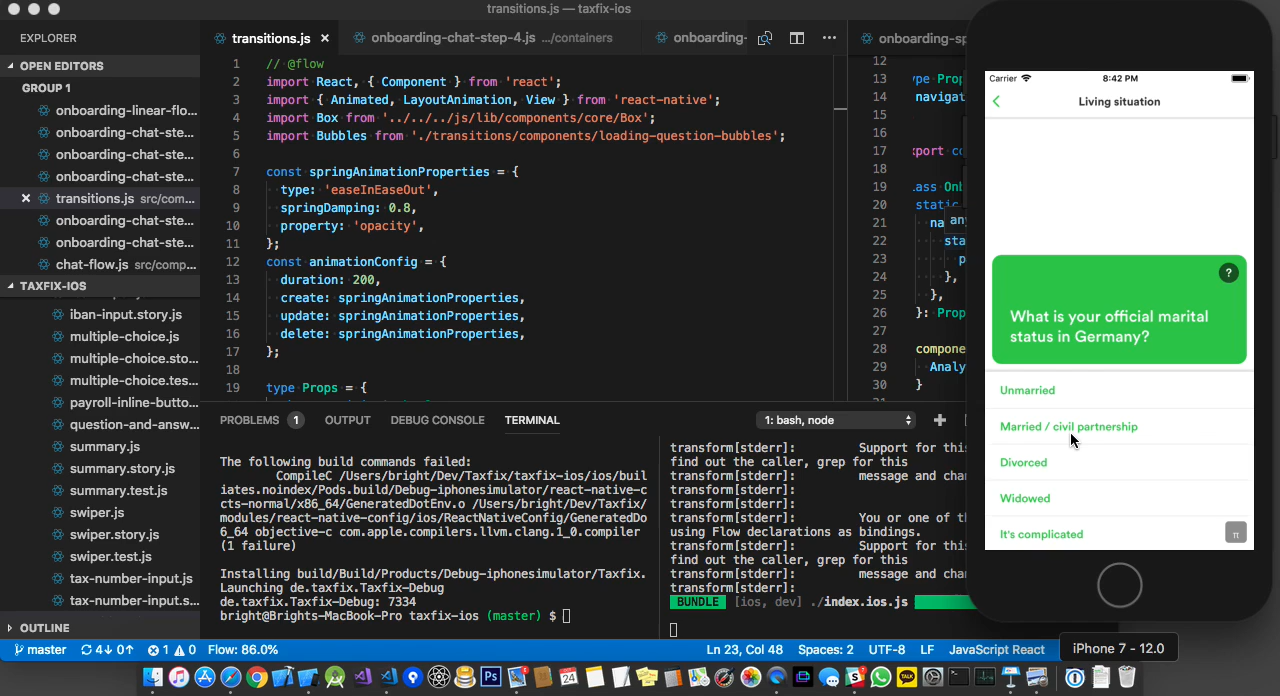 transitions.js — taxfix-ios
EXPLORER
OPEN EDITORS
GROUP 1
onboarding-linear-flo...
onboarding-chat-ste...
onboarding-chat-ste...
onboarding-chat-ste...
transitions.js src/com...
onboarding-chat-ste...
onboarding-chat-ste...
chat-flow.js src/comp...
TAXFIX-IOS
iban-input.story.js
multiple-choice.js
multiple-choice.sto...
multiple-choice.tes...
payroll-inline-butto...
question-and-answ...
summary.js
summary.story.js
summary.test.js
swiper.js
swiper.story.js
swiper.test.js
tax-number-input.js
tax-number-input.s...
OUTLINE
transitions.js onboarding-chat-step-4.js .../containers onboarding-
1 // @flow
2 import React, { Component } from 'react';
3 import { Animated, LayoutAnimation, View } from 'react-native';
4 import Box from '../../../js/lib/components/core/Box';
5 import Bubbles from './transitions/components/loading-question-bubbles';
6
7 const springAnimationProperties = {
8 type: 'easeInEaseOut',
9 springDamping: 0.8,
10 property: 'opacity',
11 };
12 const animationConfig = {
13 duration: 200,
14 create: springAnimationProperties,
15 update: springAnimationProperties,
16 delete: springAnimationProperties,
17 };
18
19 type Props = {
onboarding-sp
12
13 ype Prop
14 navigat
15
16
17 xport co
18
19 lass Onb
20 static
21 na any
22 sta
23 p
24 },
25 },
26 }: Prop
27
28 compone
29 Analy
30 }
PROBLEMS 1 OUTPUT DEBUG CONSOLE TERMINAL 1: bash, node
The following build commands failed:
CompileC /Users/bright/Dev/Taxfix/taxfix-ios/ios/buil
iates.noindex/Pods.build/Debug-iphonesimulator/react-native-c
cts-normal/x86_64/GeneratedDotEnv.o /Users/bright/Dev/Taxfix/
modules/react-native-config/ios/ReactNativeConfig/GeneratedDo
6_64 objective-c com.apple.compilers.llvm.clang.1_0.compiler
(1 failure)
Installing build/Build/Products/Debug-iphonesimulator/Taxfix.
Launching de.taxfix.Taxfix-Debug
de.taxfix.Taxfix-Debug: 7334
bright@Brights-MacBook-Pro taxfix-ios (master) $
transform[stderr]: Support for this
find out the caller, grep for this
transform[stderr]: message and chan
transform[stderr]:
transform[stderr]:
transform[stderr]: You or one of th
using Flow declarations as bindings.
transform[stderr]: Support for this
find out the caller, grep for this
transform[stderr]: message and chan
transform[stderr]:
BUNDLE [ios, dev] ./index.ios.js
master 4↓ 0↑ 1 0 Flow: 86.0% Ln 23, Col 48 Spaces: 2 UTF-8 LF JavaScript React
Carrier 8:42 PM
Living situation
?
What is your official marital
status in Germany?
Unmarried
Married / civil partnership
Divorced
Widowed
It's complicated
π
iPhone 7 - 12.0
Ps
24
TALK